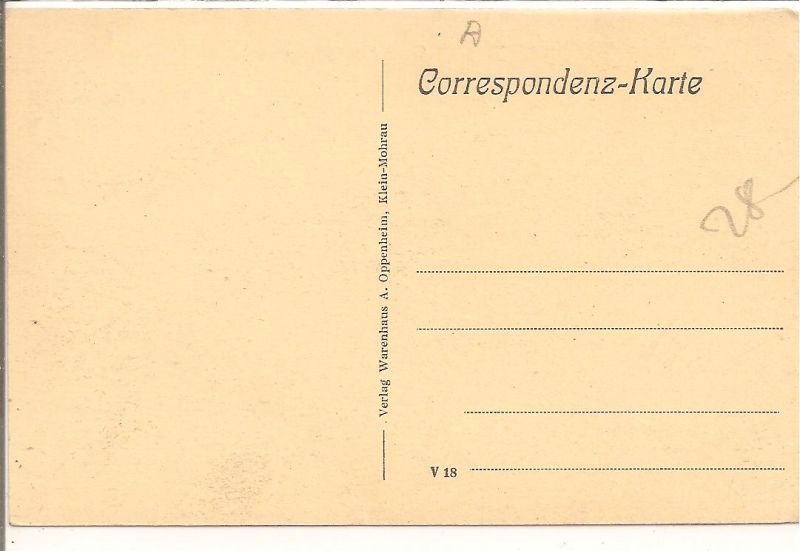 A
Correspondenz-Karte
28-
Verlag Warenhaus A. Oppenheim, Klein-Mohrau
V 18